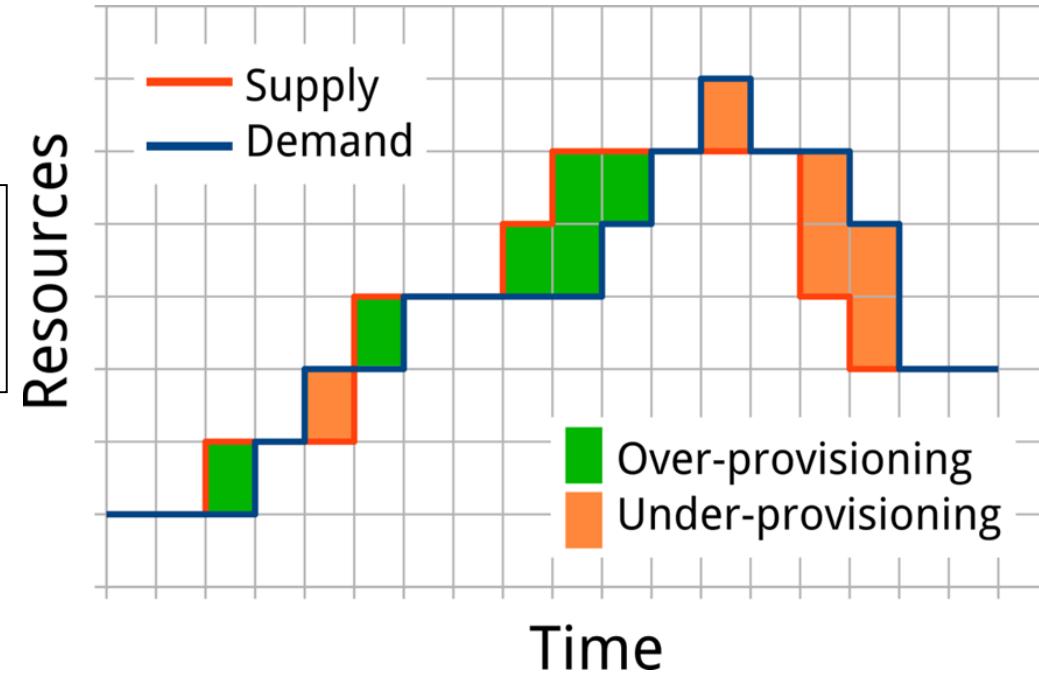 Supply
Demand
Resources
Over-provisioning
Under-provisioning
Time